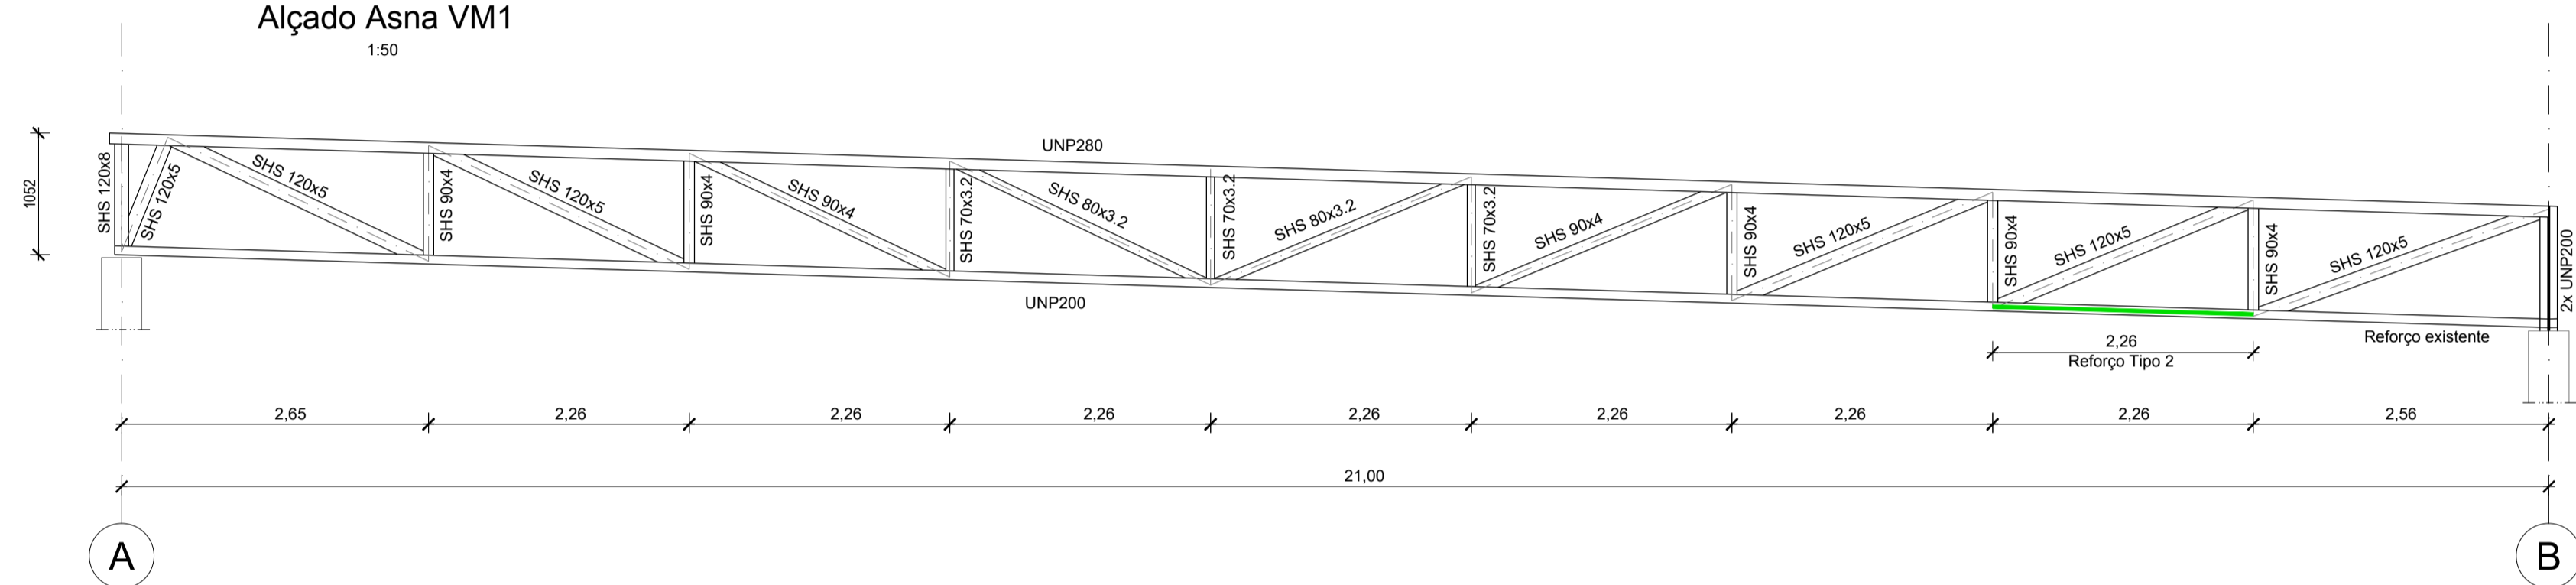 Alçado Asna VM1
1:50
1052
UNP280
SHS 120x8
SHS 120x5
SHS 120x5
SHS 90x4
SHS 120x5
SHS 90x4
SHS 90x4
SHS 70x3.2
SHS 80x3.2
SHS 70x3.2
SHS 80x3.2
SHS 70x3.2
SHS 90x4
SHS 90x4
SHS 120x5
SHS 90x4
SHS 120x5
SHS 90x4
SHS 120x5
2x UNP200
UNP200
Reforço existente
2,26
Reforço Tipo 2
2,65
2,26
2,26
2,26
2,26
2,26
2,26
2,26
2,56
21,00
A
B